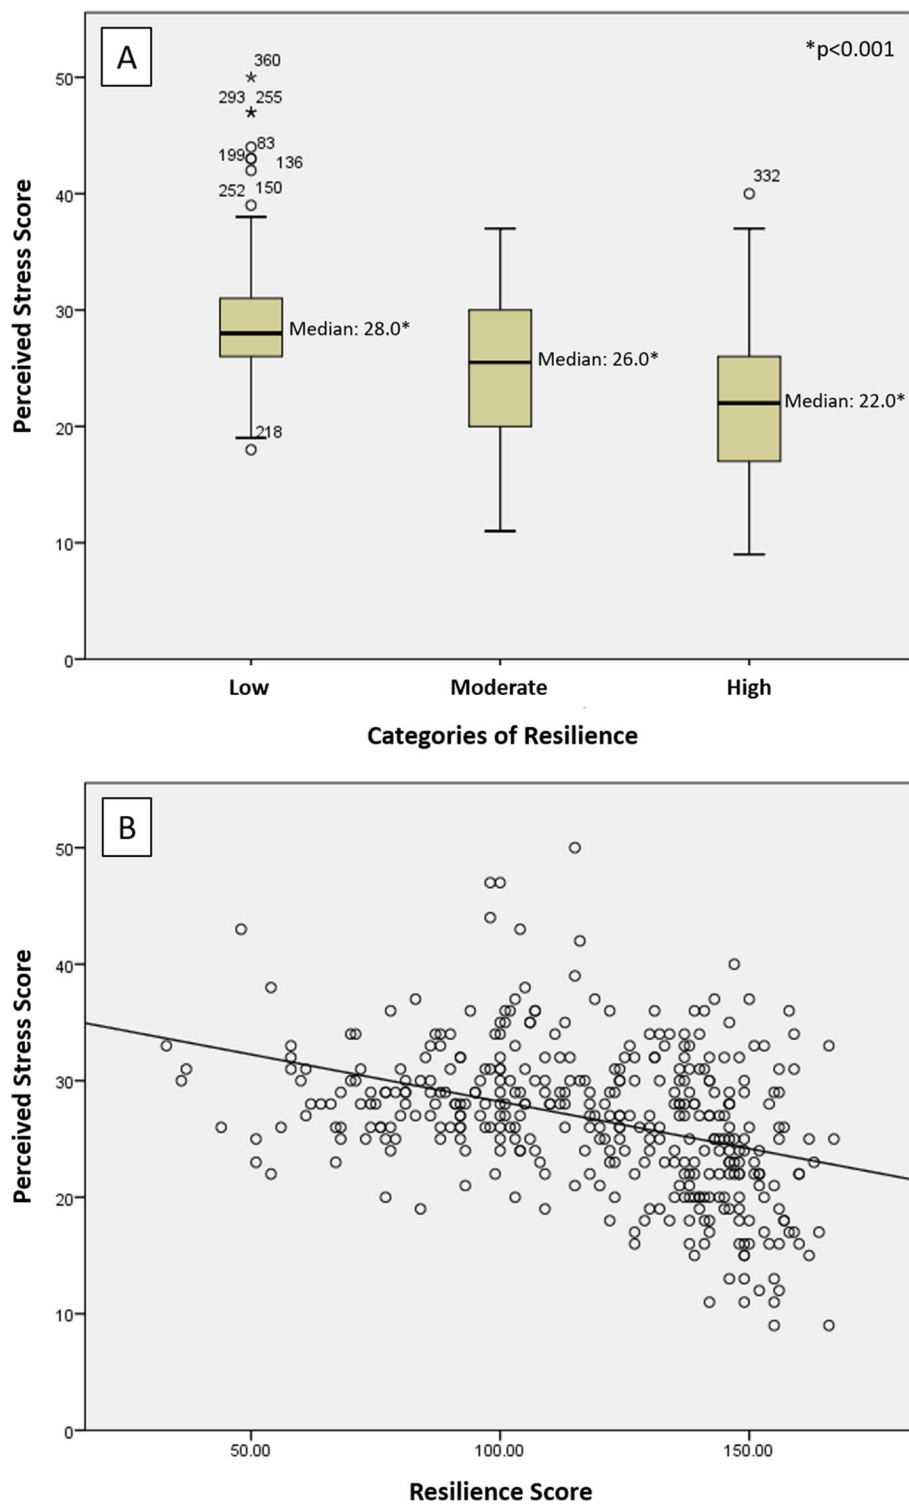 A
*p<0.001
360
50
293 255
83
199
136
252 150
332
40
30
Median: 28.0*
Median: 26.0*
Median: 22.0*
20
218
10
0
Perceived Stress Score
Low Moderate High
Categories of Resilience
B
50
40
30
20
10
0
Perceived Stress Score
50.00 100.00 150.00
Resilience Score